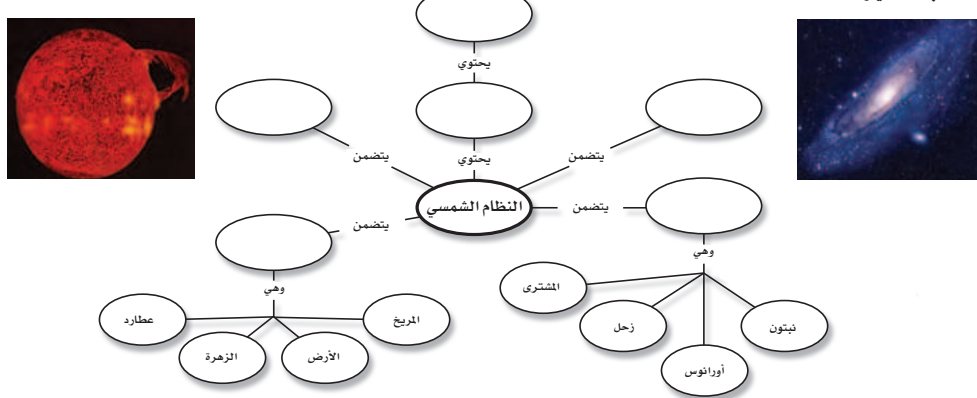 يحتوي
يتضمن
يحتوي
يتضمن
النظام الشمسي
يتضمن
يتضمن
وهي
المشترى
زحل
أورانوس
نبتون
وهي
المريخ
الأرض
الزهرة
عطارد